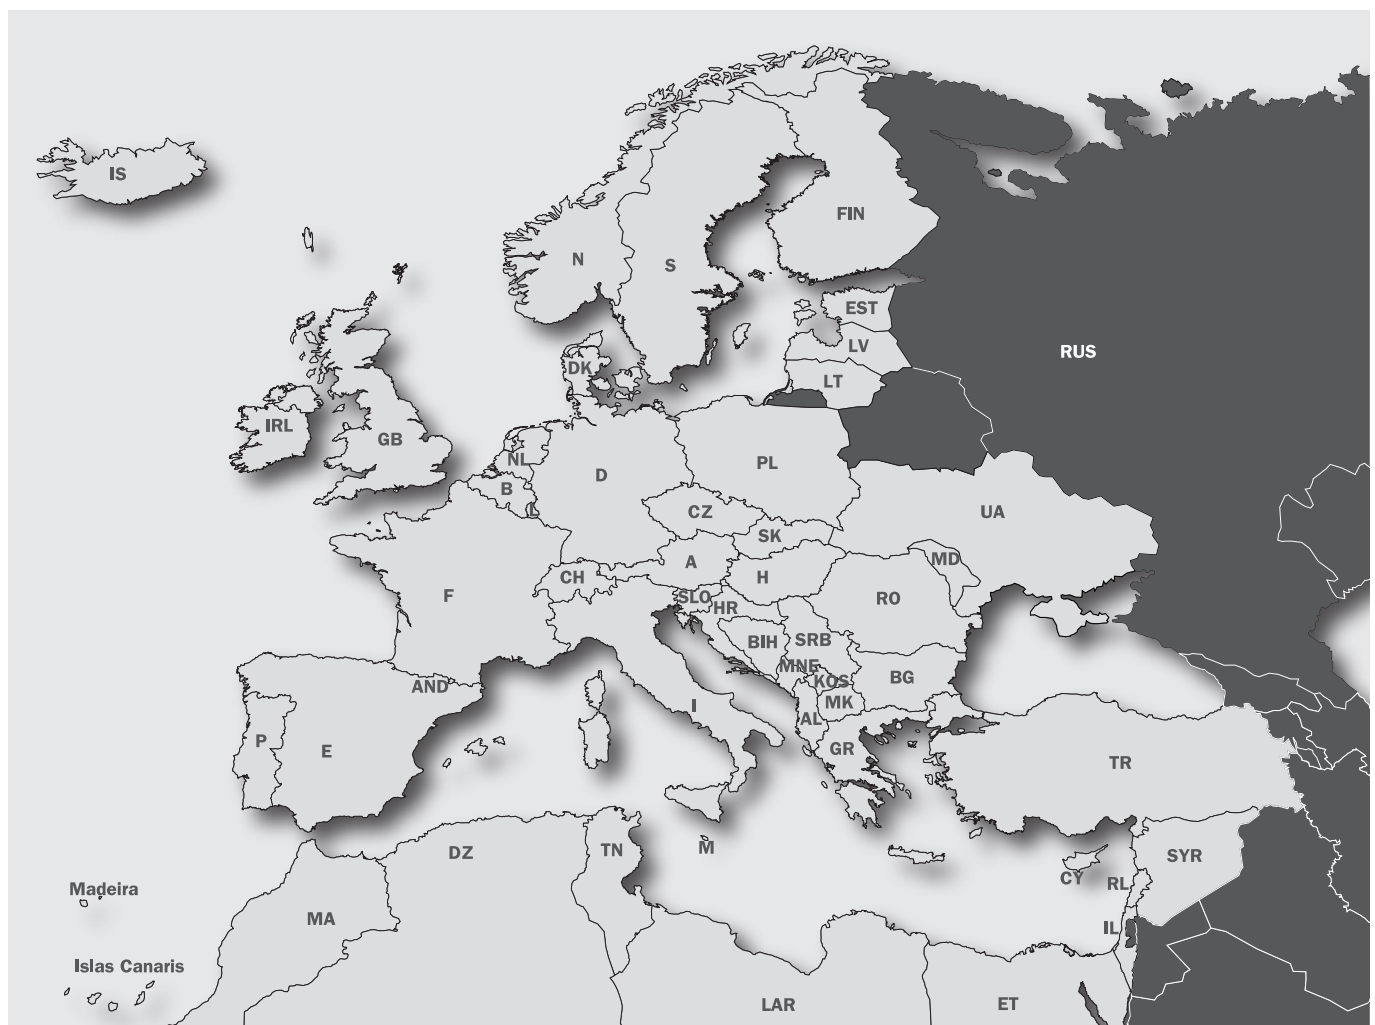 IS
FIN
N
S
EST
LV
RUS
DK
LT
IRL
GB
NL
PL
D
B
L
CZ
UA
SK
A
MD
CH
H
F
SLO
RO
HR
BIH
SRB
MNE
KOS
BG
AND
MK
I
AL
P
E
GR
TR
DZ
TN
M
SYR
CY
RL
Madeira
MA
IL
Islas Canaris
LAR
ET